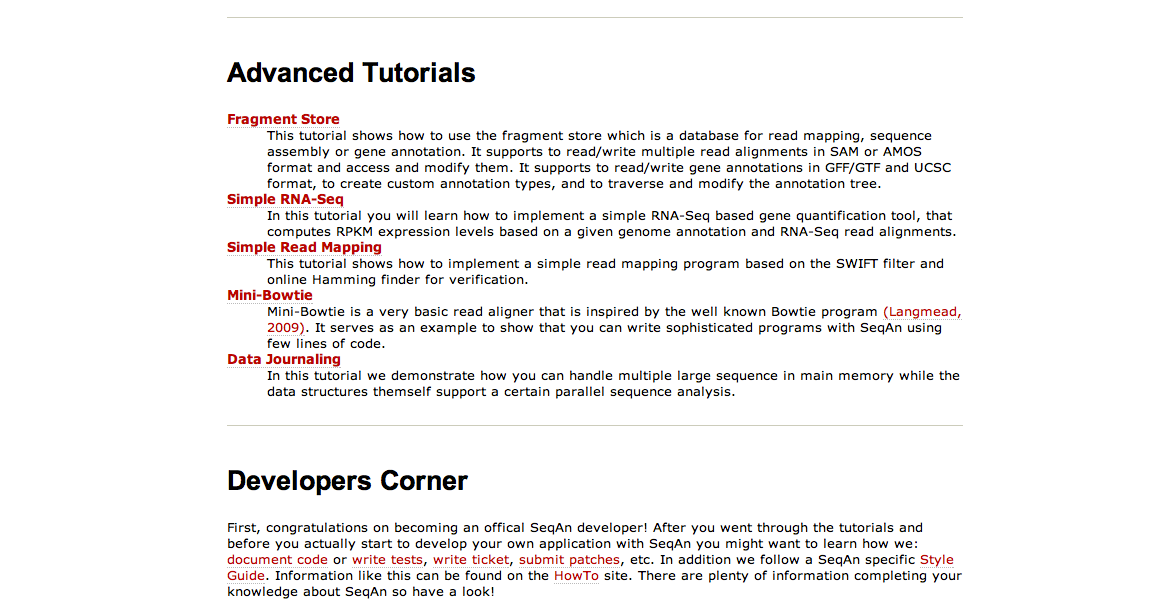 Advanced Tutorials
Fragment Store
This tutorial shows how to use the fragment store which is a database for read mapping, sequence
assembly or gene annotation. It supports to read/write multiple read alignments in SAM or AMOS
format and access and modify them. It supports to read/write gene annotations in GFF/GTF and UCSC
format, to create custom annotation types, and to traverse and modify the annotation tree.
Simple RNA-Seq
In this tutorial you will learn how to implement a simple RNA-Seq based gene quantification tool, that
computes RPKM expression levels based on a given genome annotation and RNA-Seq read alignments.
Simple Read Mapping
This tutorial shows how to implement a simple read mapping program based on the SWIFT filter and
online Hamming finder for verification.
Mini-Bowtie
Mini-Bowtie is a very basic read aligner that is inspired by the well known Bowtie program (Langmead,
2009). It serves as an example to show that you can write sophisticated programs with SeqAn using
few lines of code.
Data Journaling
In this tutorial we demonstrate how you can handle multiple large sequence in main memory while the
data structures themself support a certain parallel sequence analysis.
Developers Corner
First, congratulations on becoming an offical SeqAn developer! After you went through the tutorials and
before you actually start to develop your own application with SeqAn you might want to learn how we:
document code or write tests, write ticket, submit patches, etc. In addition we follow a SeqAn specific Style
Guide. Information like this can be found on the HowTo site. There are plenty of information completing your
knowledge about SeqAn so have a look!